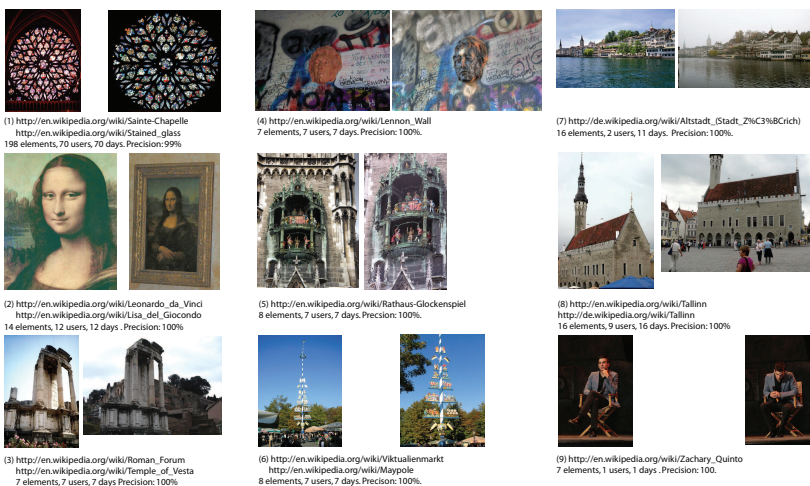 (1) http://en.wikipedia.org/wiki/Sainte-Chapelle
http://en.wikipedia.org/wiki/Stained_glass
198 elements, 70 users, 70 days. Precision: 99%
(4) http://en.wikipedia.org/wiki/Lennon_Wall
7 elements, 7 users, 7 days. Precision: 100%.
(7) http://de.wikipedia.org/wiki/Altstadt_(Stadt_Z%C3%BCrich)
16 elements, 2 users, 11 days. Precision: 100%.
(2) http://en.wikipedia.org/wiki/Leonardo_da_Vinci
http://en.wikipedia.org/wiki/Lisa_del_Giocondo
14 elements, 12 users, 12 days . Precision: 100%
(5) http://en.wikipedia.org/wiki/Rathaus-Glockenspiel
8 elements, 7 users, 7 days. Precision: 100%.
(8) http://en.wikipedia.org/wiki/Tallinn
http://de.wikipedia.org/wiki/Tallinn
16 elements, 9 users, 16 days. Precision: 100%
(3) http://en.wikipedia.org/wiki/Roman_Forum
http://en.wikipedia.org/wiki/Temple_of_Vesta
7 elements, 7 users, 7 days Precision: 100%
(6) http://en.wikipedia.org/wiki/Viktualienmarkt
http://en.wikipedia.org/wiki/Maypole
8 elements, 7 users, 7 days. Precision: 100%.
(9) http://en.wikipedia.org/wiki/Zachary_Quinto
7 elements, 1 users, 1 days . Precision: 100.